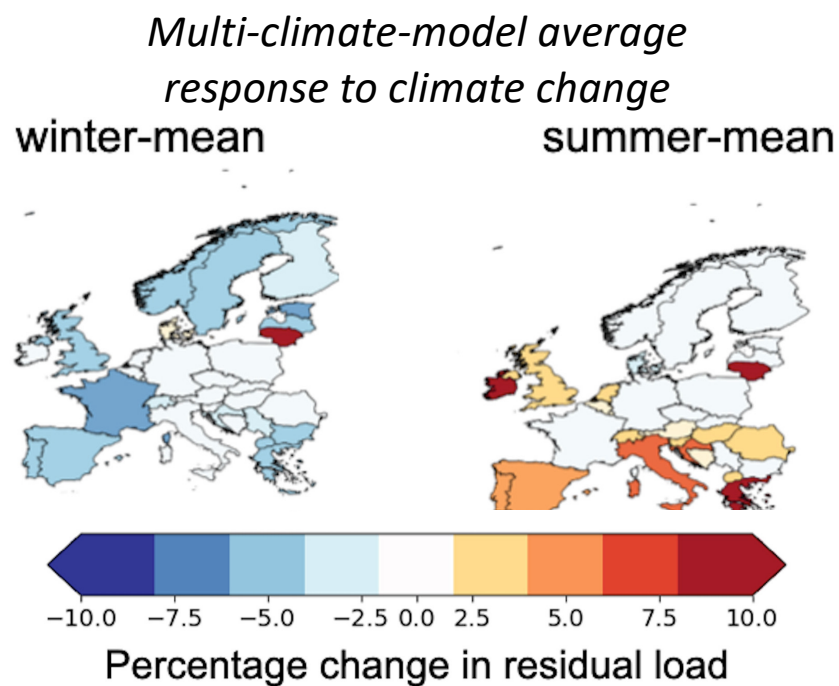 Multi-climate-model average
response to climate change
winter-mean
summer-mean
−10.0 −7.5 −5.0 −2.5 0.0 2.5 5.0 7.5 10.0
Percentage change in residual load